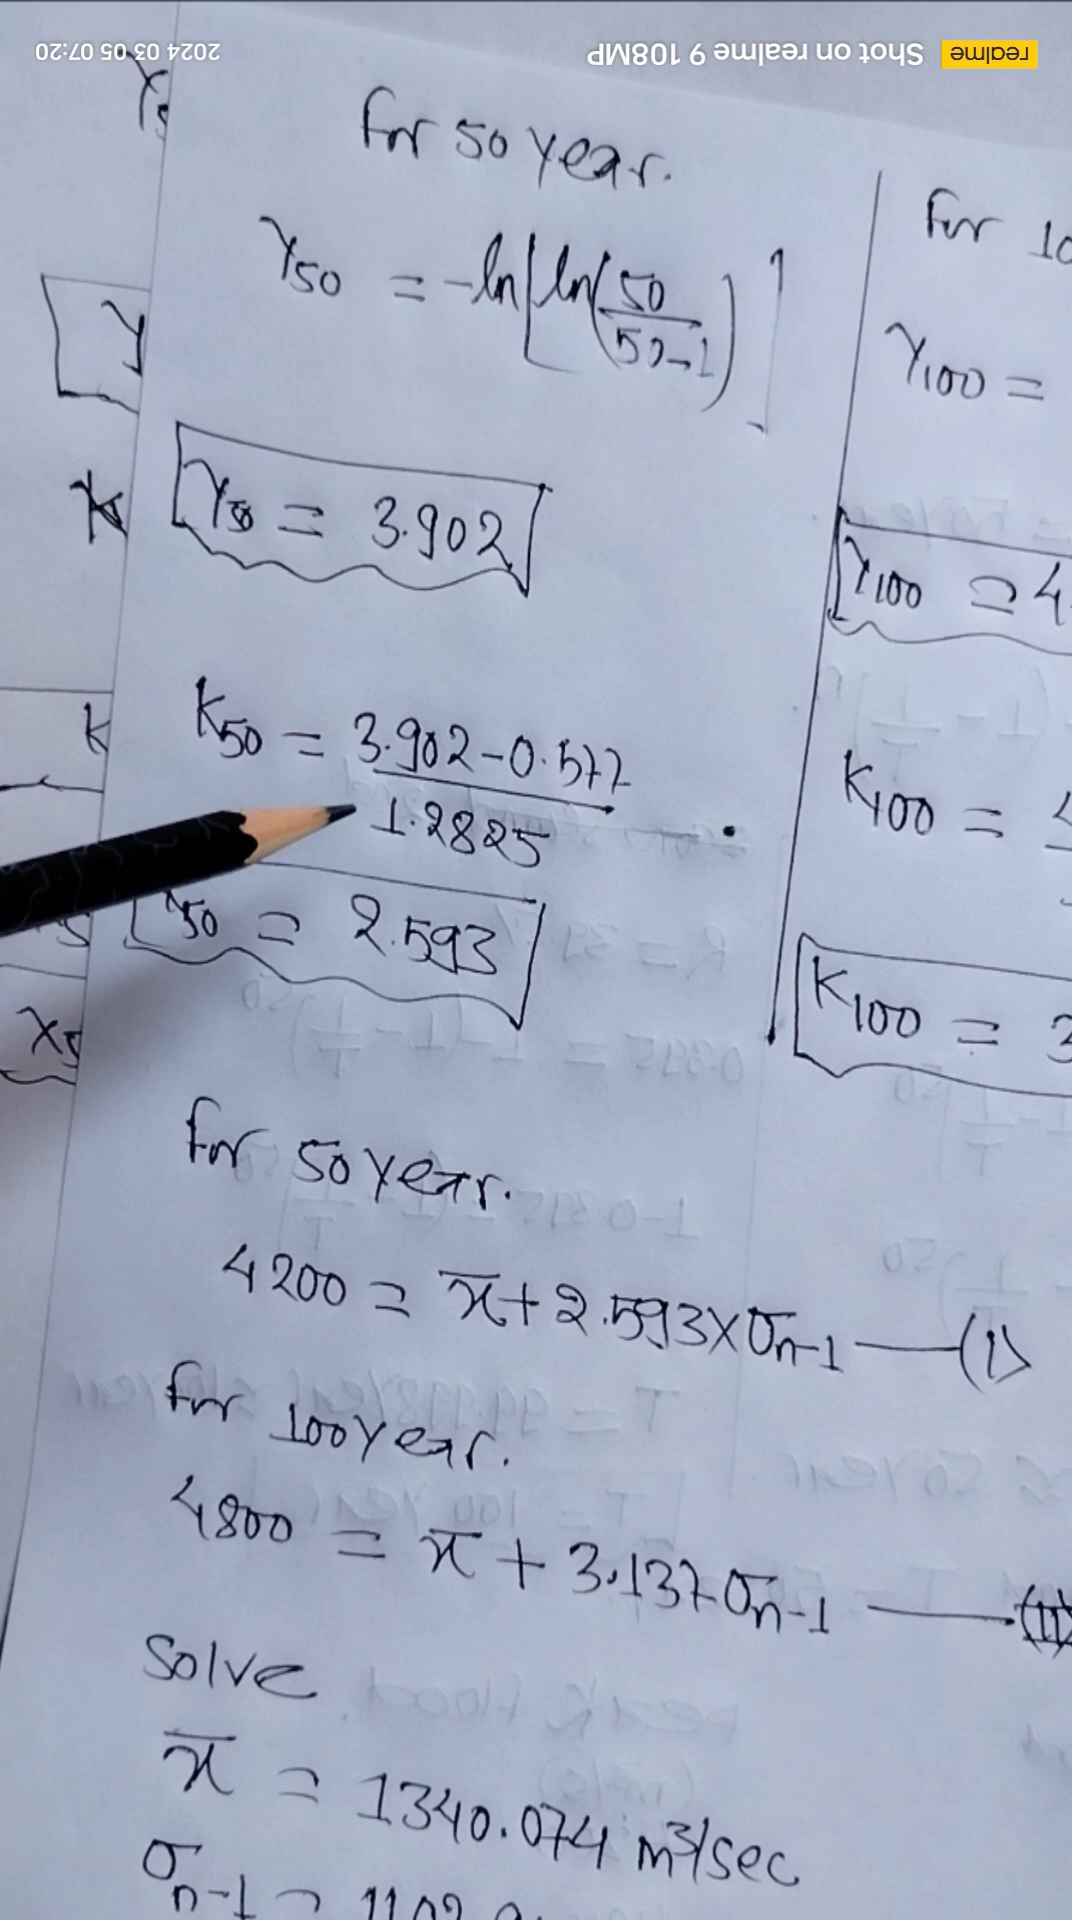 realme Shot on realme 9 108MP
2024 03 05 07:20
For 50 year.
Y50 = -ln[ln(50/50-1)]
= 3.902
K50 = 3.902-0.577
1.2825
50 = 2.593
For 50 year.
4200 = x̄ + 2.593×σn-1 —(I)
For 100 year.
4800 = x̄ + 3.137σn-1 —(II)
Solve
x̄ = 1340.074 m³/sec
σn-1
For 10
Y100 =
Y100 = 4.
K100 =
K100 = 3